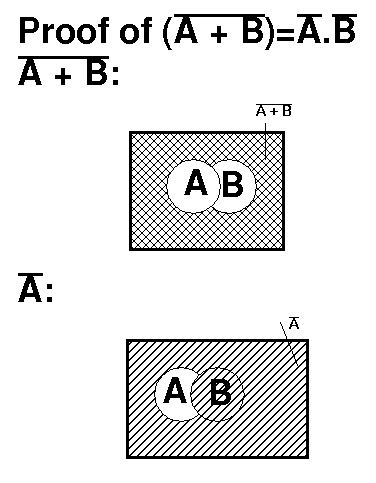 Proof of (A̅ ̅+̅ ̅B̅)=A̅.B̅
A̅ ̅+̅ ̅B̅:
A̅+̅B̅
A B
A̅:
A̅
A B